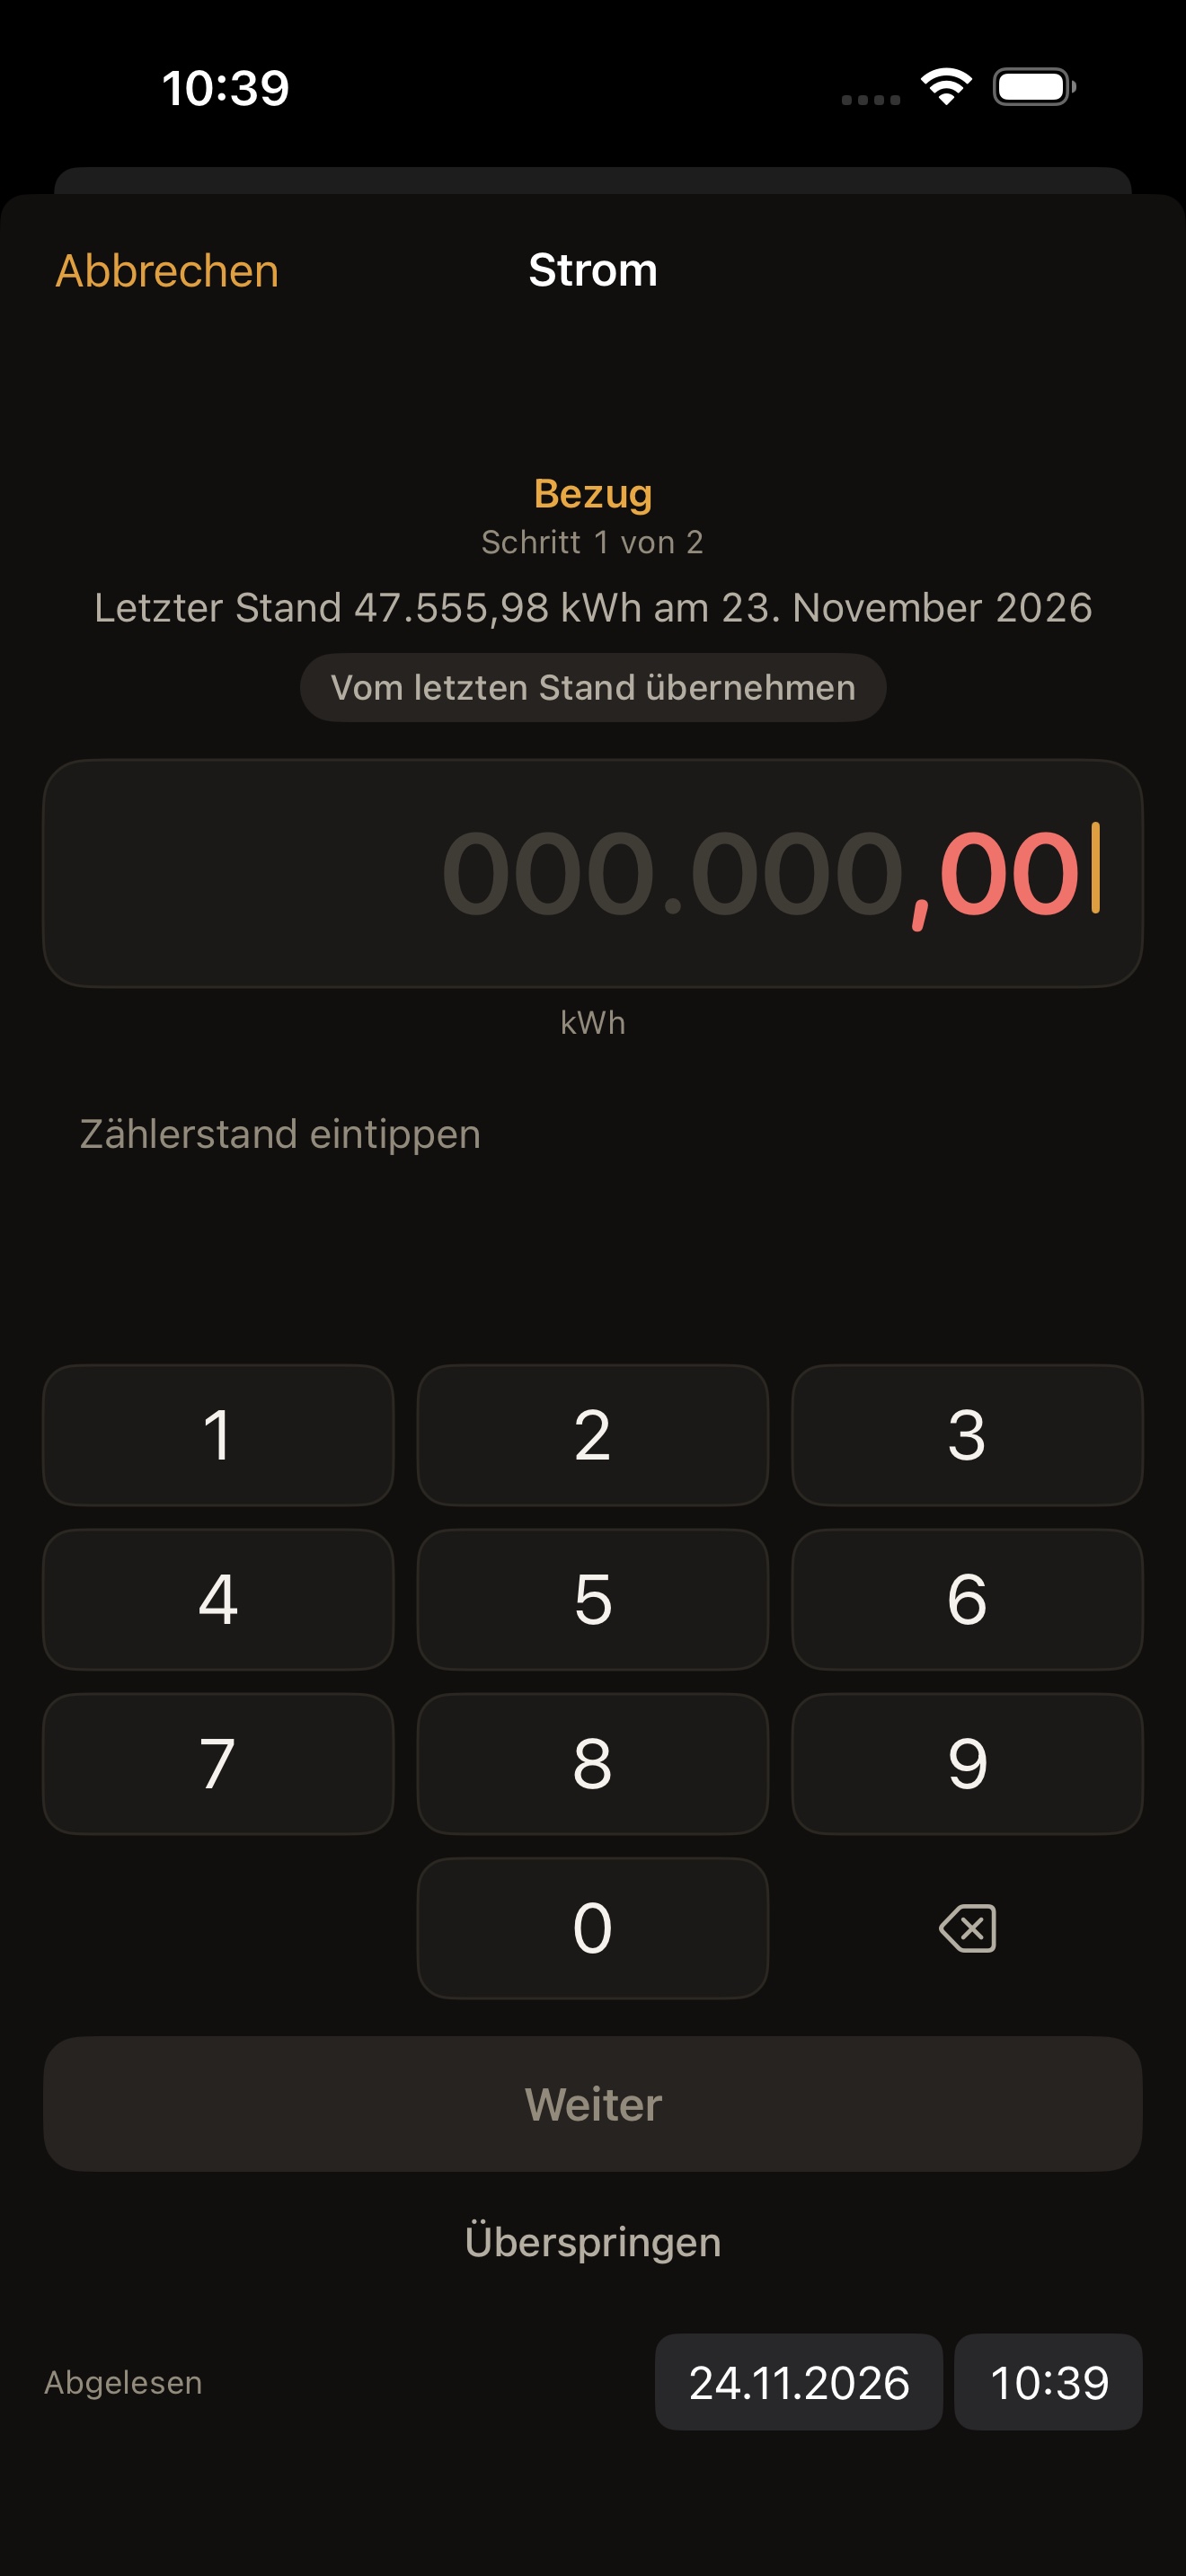 10:39
Abbrechen
Strom
Bezug
Schritt 1 von 2
Letzter Stand 47.555,98 kWh am 23. November 2026
Vom letzten Stand übernehmen
000.000,00
kWh
Zählerstand eintippen
1 2 3
4 5 6
7 8 9
0
Weiter
Überspringen
Abgelesen 24.11.2026 10:39